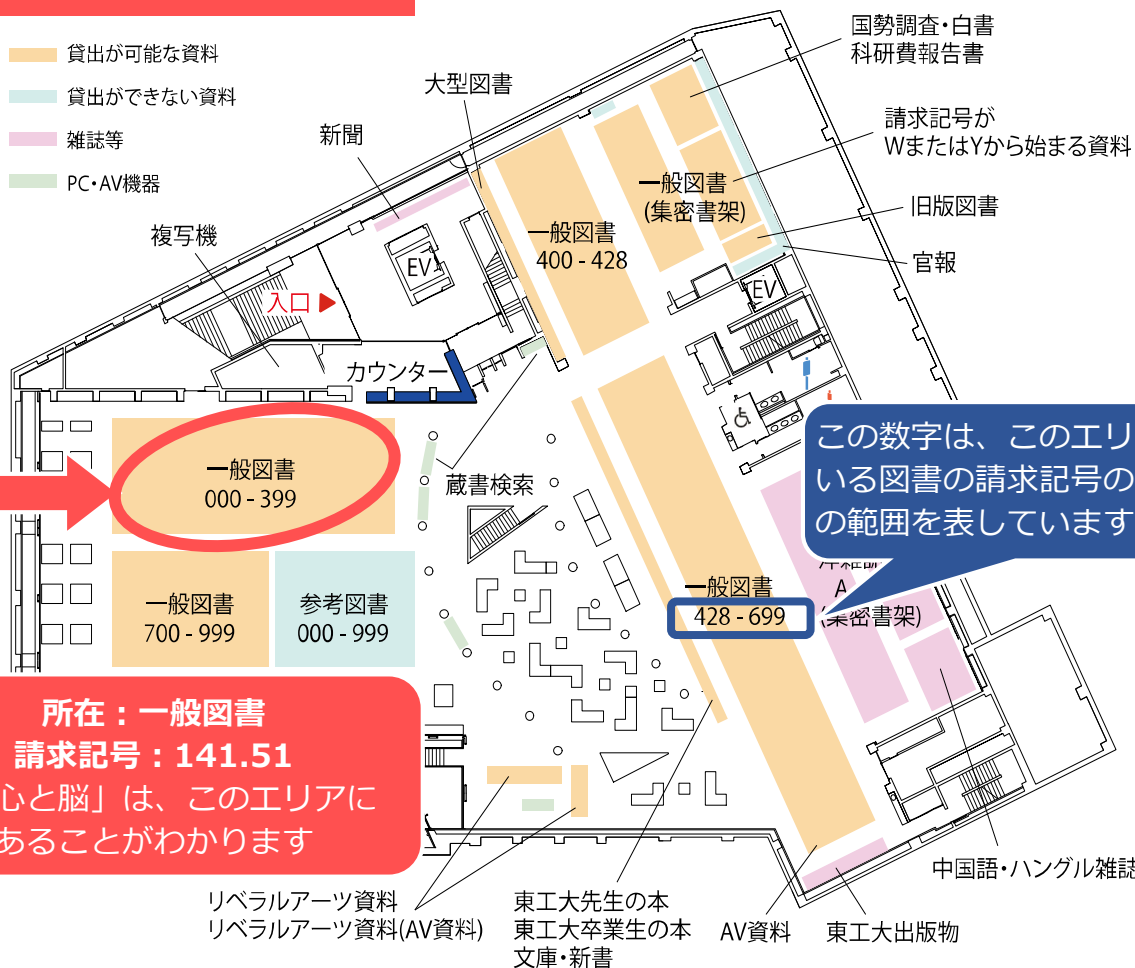 貸出が可能な資料
貸出ができない資料
雑誌等
PC・AV機器
国勢調査・白書
科研費報告書
大型図書
新聞
請求記号が
WまたはYから始まる資料
一般図書
(集密書架)
旧版図書
複写機
一般図書
400 - 428
官報
EV
EV
入口
カウンター
この数字は、このエリ
いる図書の請求記号の
の範囲を表しています
一般図書
000 - 399
蔵書検索
A
(集密書架)
一般図書
428 - 699
一般図書
700 - 999
参考図書
000 - 999
所在：一般図書
請求記号：141.51
心と脳」は、このエリアに
あることがわかります
中国語・ハングル雑誌
リベラルアーツ資料
リベラルアーツ資料(AV資料)
東工大先生の本
東工大卒業生の本
文庫・新書
AV資料
東工大出版物